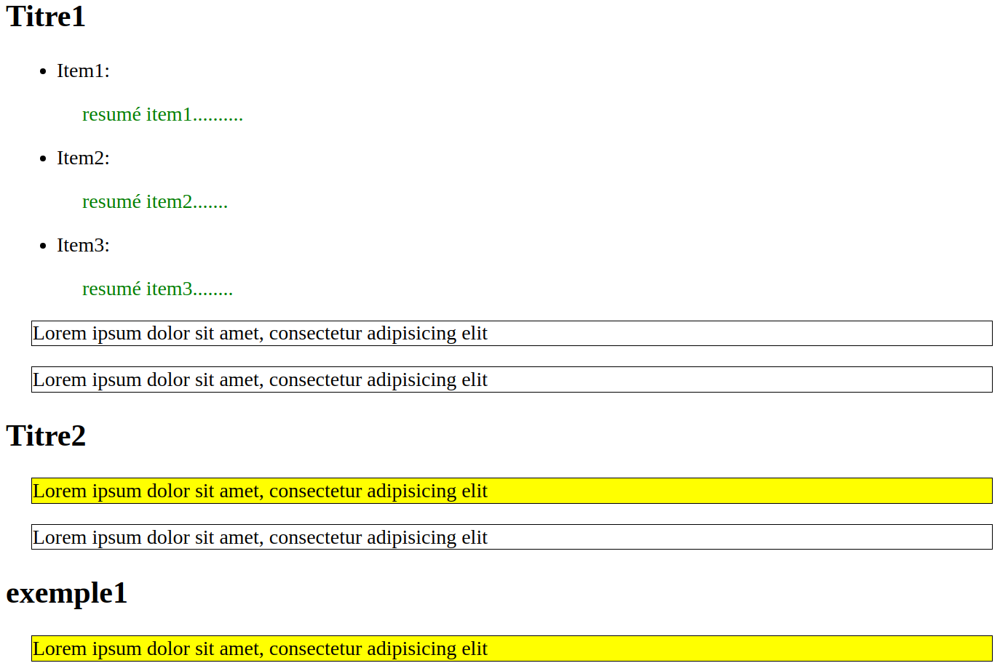 Titre1
Item1:
resumé item1..........
Item2:
resumé item2.......
Item3:
resumé item3........
Lorem ipsum dolor sit amet, consectetur adipisicing elit
Lorem ipsum dolor sit amet, consectetur adipisicing elit
Titre2
Lorem ipsum dolor sit amet, consectetur adipisicing elit
Lorem ipsum dolor sit amet, consectetur adipisicing elit
exemple1
Lorem ipsum dolor sit amet, consectetur adipisicing elit